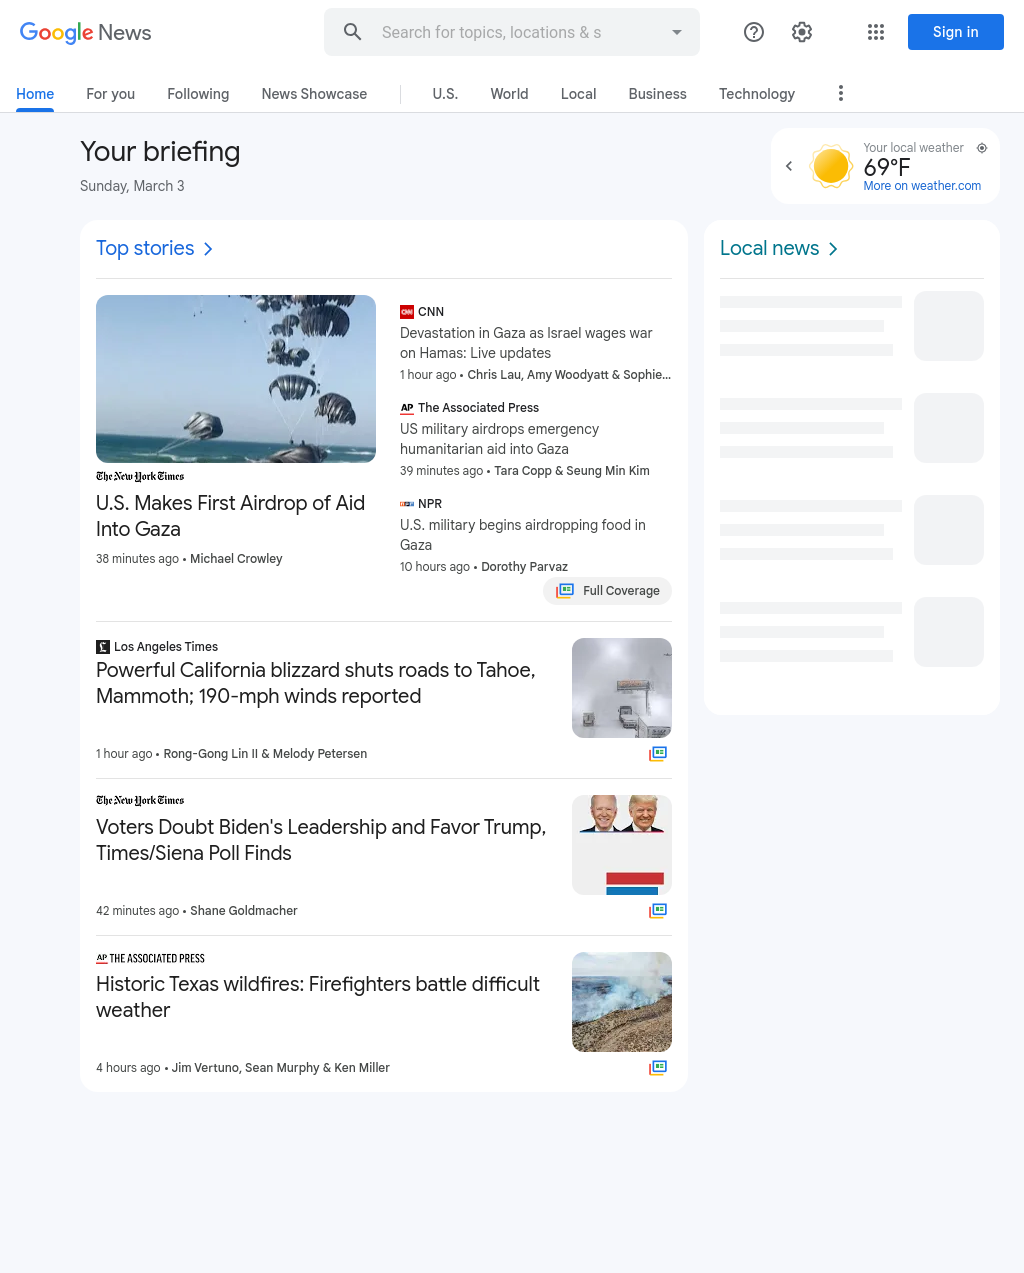 Google News
Search for topics, locations & s
Sign in
Home
For you
Following
News Showcase
U.S.
World
Local
Business
Technology
Your briefing
Sunday, March 3
Your local weather
69°F
More on weather.com
Top stories
The New York Times
U.S. Makes First Airdrop of Aid
Into Gaza
38 minutes ago • Michael Crowley
CNN
CNN
Devastation in Gaza as Israel wages war
on Hamas: Live updates
1 hour ago • Chris Lau, Amy Woodyatt & Sophie...
AP The Associated Press
US military airdrops emergency
humanitarian aid into Gaza
39 minutes ago • Tara Copp & Seung Min Kim
NPR
U.S. military begins airdropping food in
Gaza
10 hours ago • Dorothy Parvaz
Full Coverage
Los Angeles Times
Powerful California blizzard shuts roads to Tahoe,
Mammoth; 190-mph winds reported
1 hour ago • Rong-Gong Lin II & Melody Petersen
The New York Times
Voters Doubt Biden's Leadership and Favor Trump,
Times/Siena Poll Finds
42 minutes ago • Shane Goldmacher
AP THE ASSOCIATED PRESS
Historic Texas wildfires: Firefighters battle difficult
weather
4 hours ago • Jim Vertuno, Sean Murphy & Ken Miller
Local news